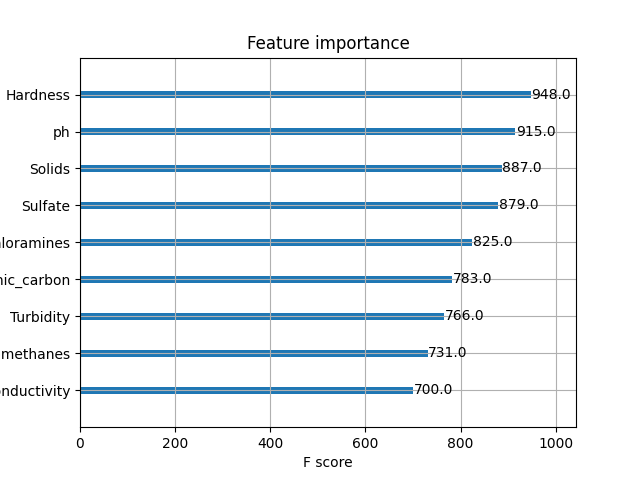 Feature importance
Hardness 948.0
ph 915.0
Solids 887.0
Sulfate 879.0
loramines 825.0
nic_carbon 783.0
Turbidity 766.0
methanes 731.0
onductivity 700.0
0 200 400 600 800 1000
F score